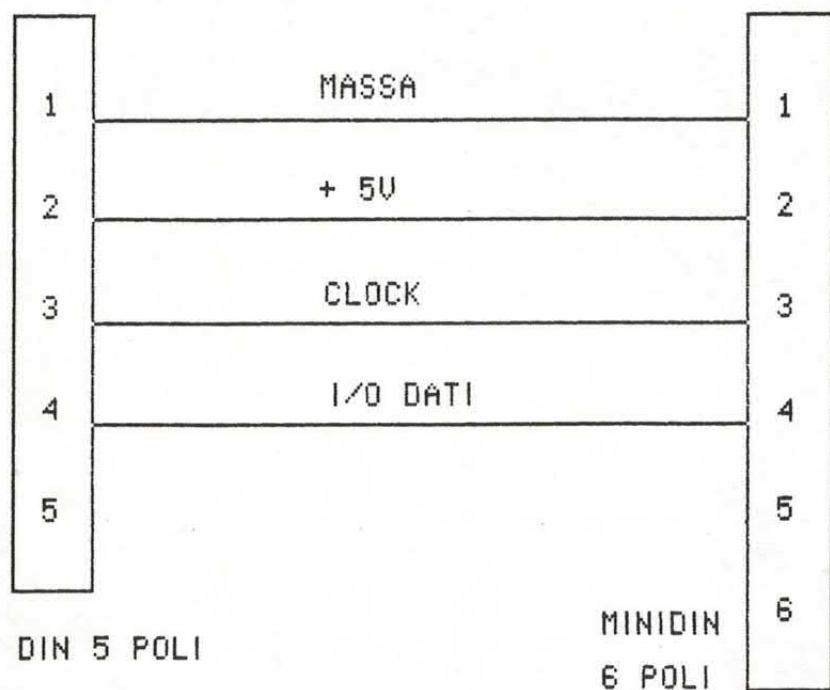 MASSA
1 1
+ 5V
2 2
CLOCK
3 3
I/O DATI
4 4
5 5
6
DIN 5 POLI
MINIDIN
6 POLI